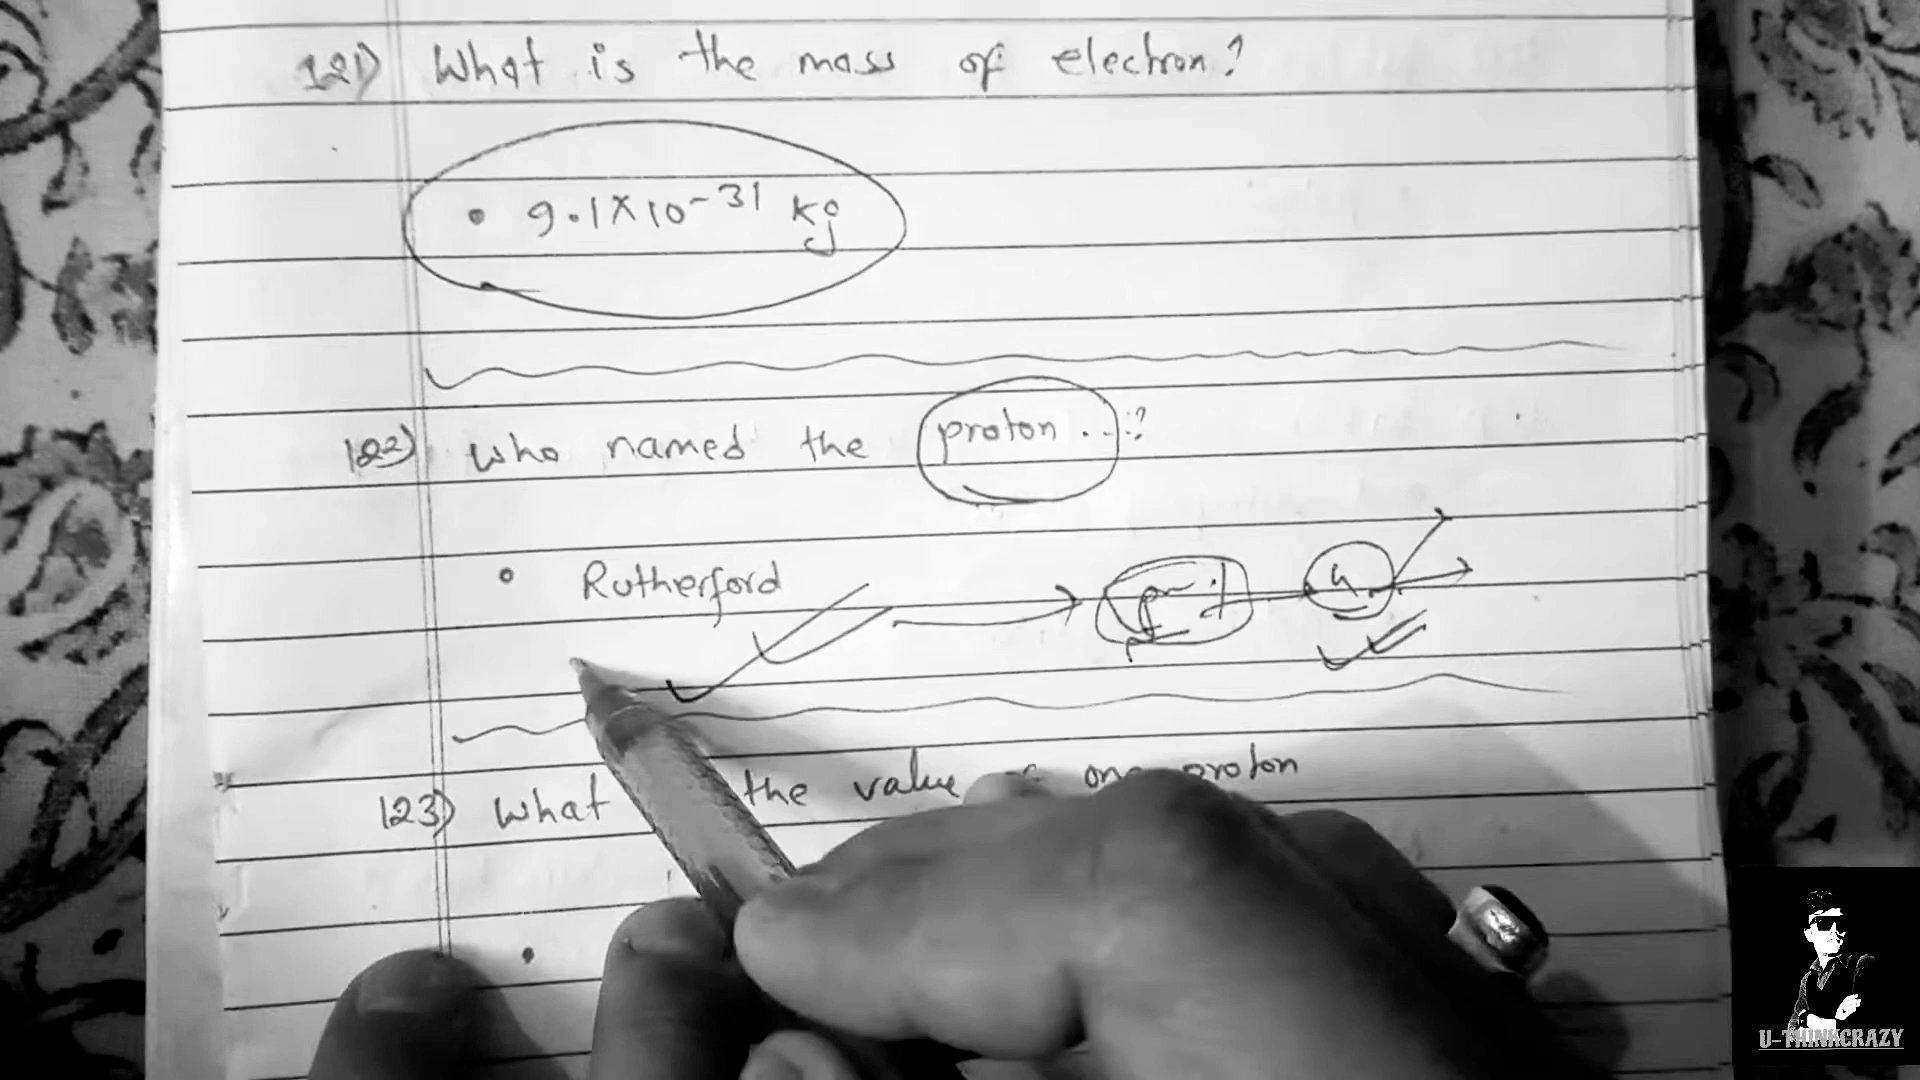 121) What is the mass of electron?
• 9.1×10⁻³¹ kg
122) who named the proton...?
• Rutherford
123) What the value one proton
•
U-THINKCRAZY